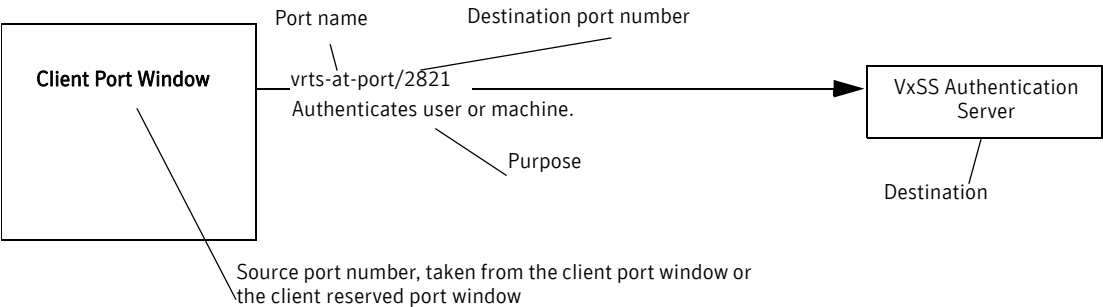 Port name
Destination port number
Client Port Window
vrts-at-port/2821
Authenticates user or machine.
VxSS Authentication
Server
Purpose
Destination
Source port number, taken from the client port window or
the client reserved port window